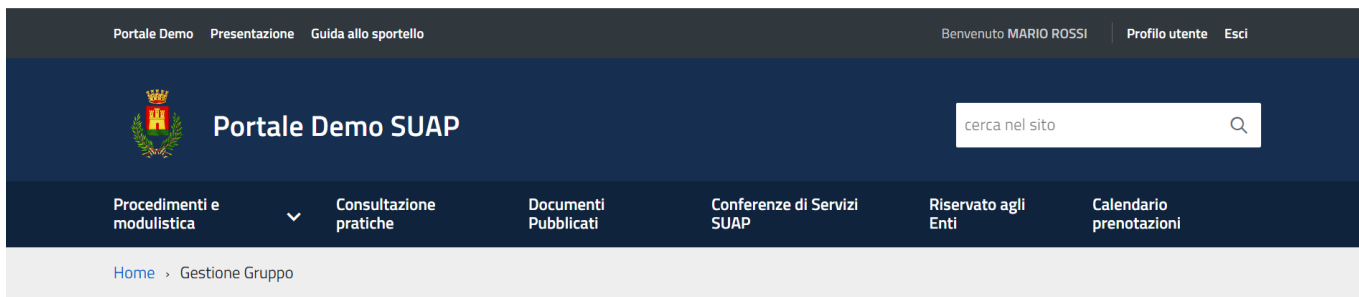 Portale Demo Presentazione Guida allo sportello Benvenuto MARIO ROSSI Profilo utente Esci
Portale Demo SUAP cerca nel sito
Procedimenti e modulistica Consultazione pratiche Documenti Pubblicati Conferenze di Servizi SUAP Riservato agli Enti Calendario prenotazioni
Home › Gestione Gruppo